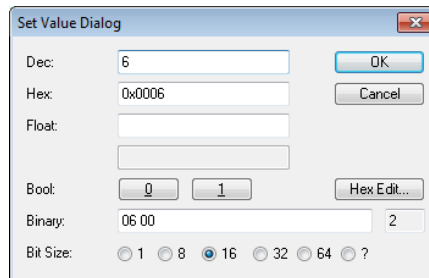 Set Value Dialog
Dec: 6 OK
Hex: 0x0006 Cancel
Float:
Bool: 0 1 Hex Edit...
Binary: 06 00 2
Bit Size: 1 8 16 32 64 ?